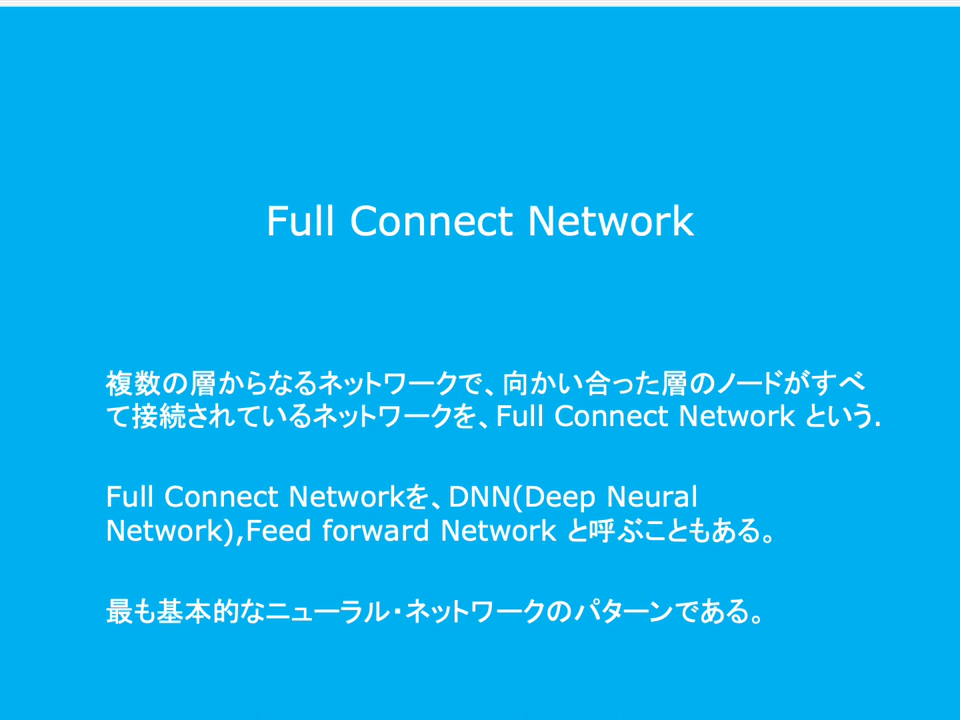 Full Connect Network
複数の層からなるネットワークで、向かい合った層のノードがすべ
て接続されているネットワークを、Full Connect Network という.
Full Connect Networkを、DNN(Deep Neural
Network),Feed forward Network と呼ぶこともある。
最も基本的なニューラル・ネットワークのパターンである。